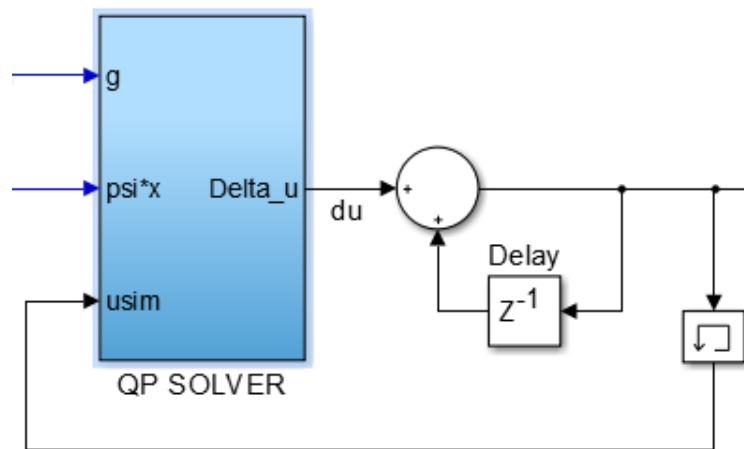 g
psi*x
Delta_u
usim
QP SOLVER
du
+
+
Delay
Z-1